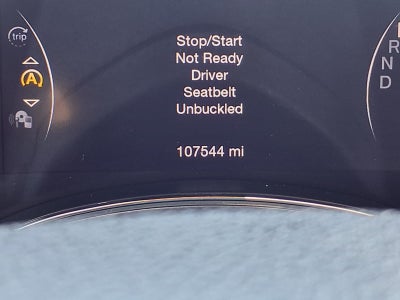 trip
Stop/Start
Not Ready
Driver
Seatbelt
Unbuckled
A
107544 mi
R
N
D